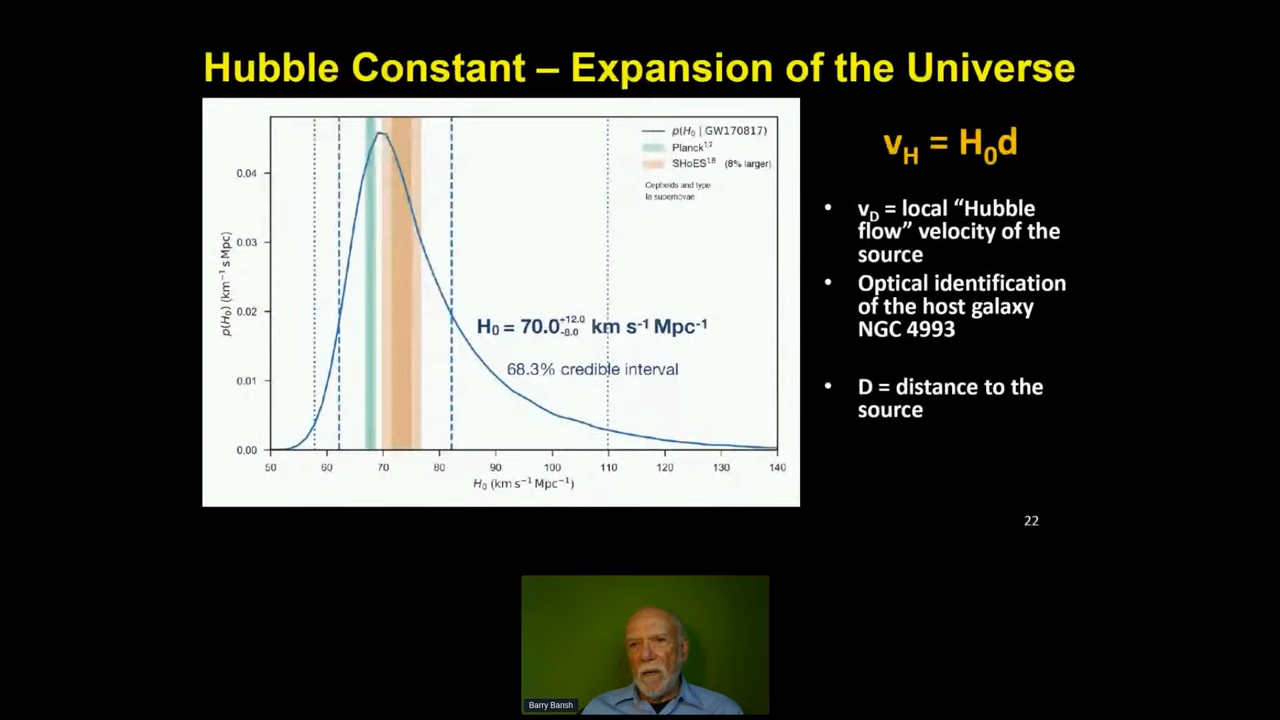 Hubble Constant – Expansion of the Universe
p(H₀ | GW170817)
Planck¹⁷
SHoES¹⁸ (8% larger)
Cepheids and type
Ia supernovae
p(H₀) (km⁻¹ s Mpc)
0.04
0.03
0.02
0.01
0.00
H₀ = 70.0 +12.0 -8.0 km s⁻¹ Mpc⁻¹
68.3% credible interval
50 60 70 80 90 100 110 120 130 140
H₀ (km s⁻¹ Mpc⁻¹)
v_H = H₀d
• v_D = local “Hubble
flow” velocity of the
source
• Optical identification
of the host galaxy
NGC 4993
• D = distance to the
source
22
Barry Barish